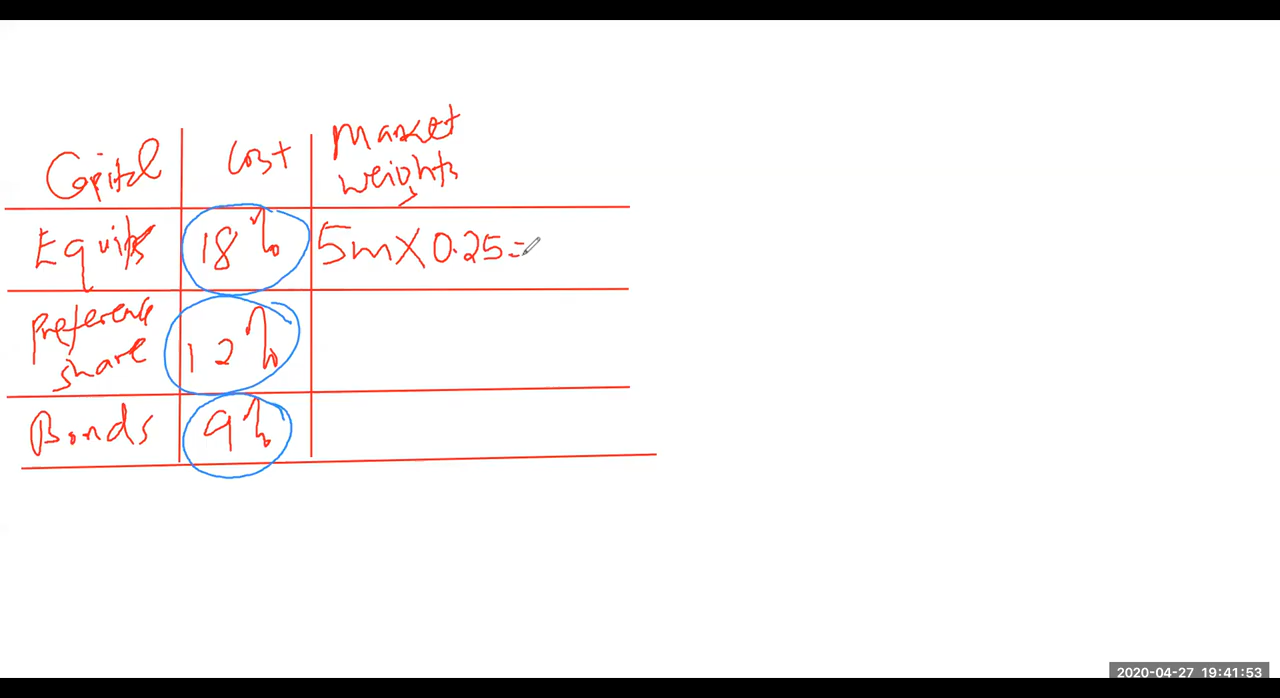 Capital Cost Market weights
Equity 18% 5m X 0.25=
Preference share 12%
Bonds 9%
2020-04-27 19:41:53